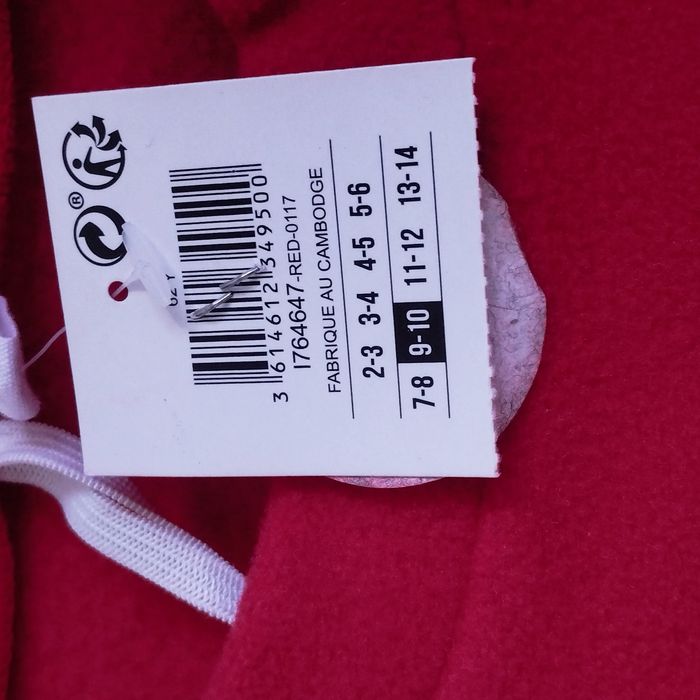 ®
3 614612 349500
I764647-RED-0117
FABRIQUE AU CAMBODGE
2-3 3-4 4-5 5-6
7-8 9-10 11-12 13-14